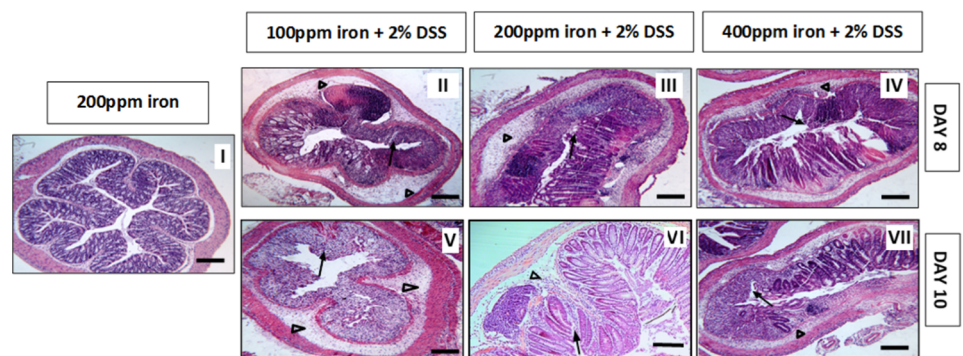 100ppm iron + 2% DSS
200ppm iron + 2% DSS
400ppm iron + 2% DSS
200ppm iron
I
II
III
IV
DAY 8
V
VI
VII
DAY 10